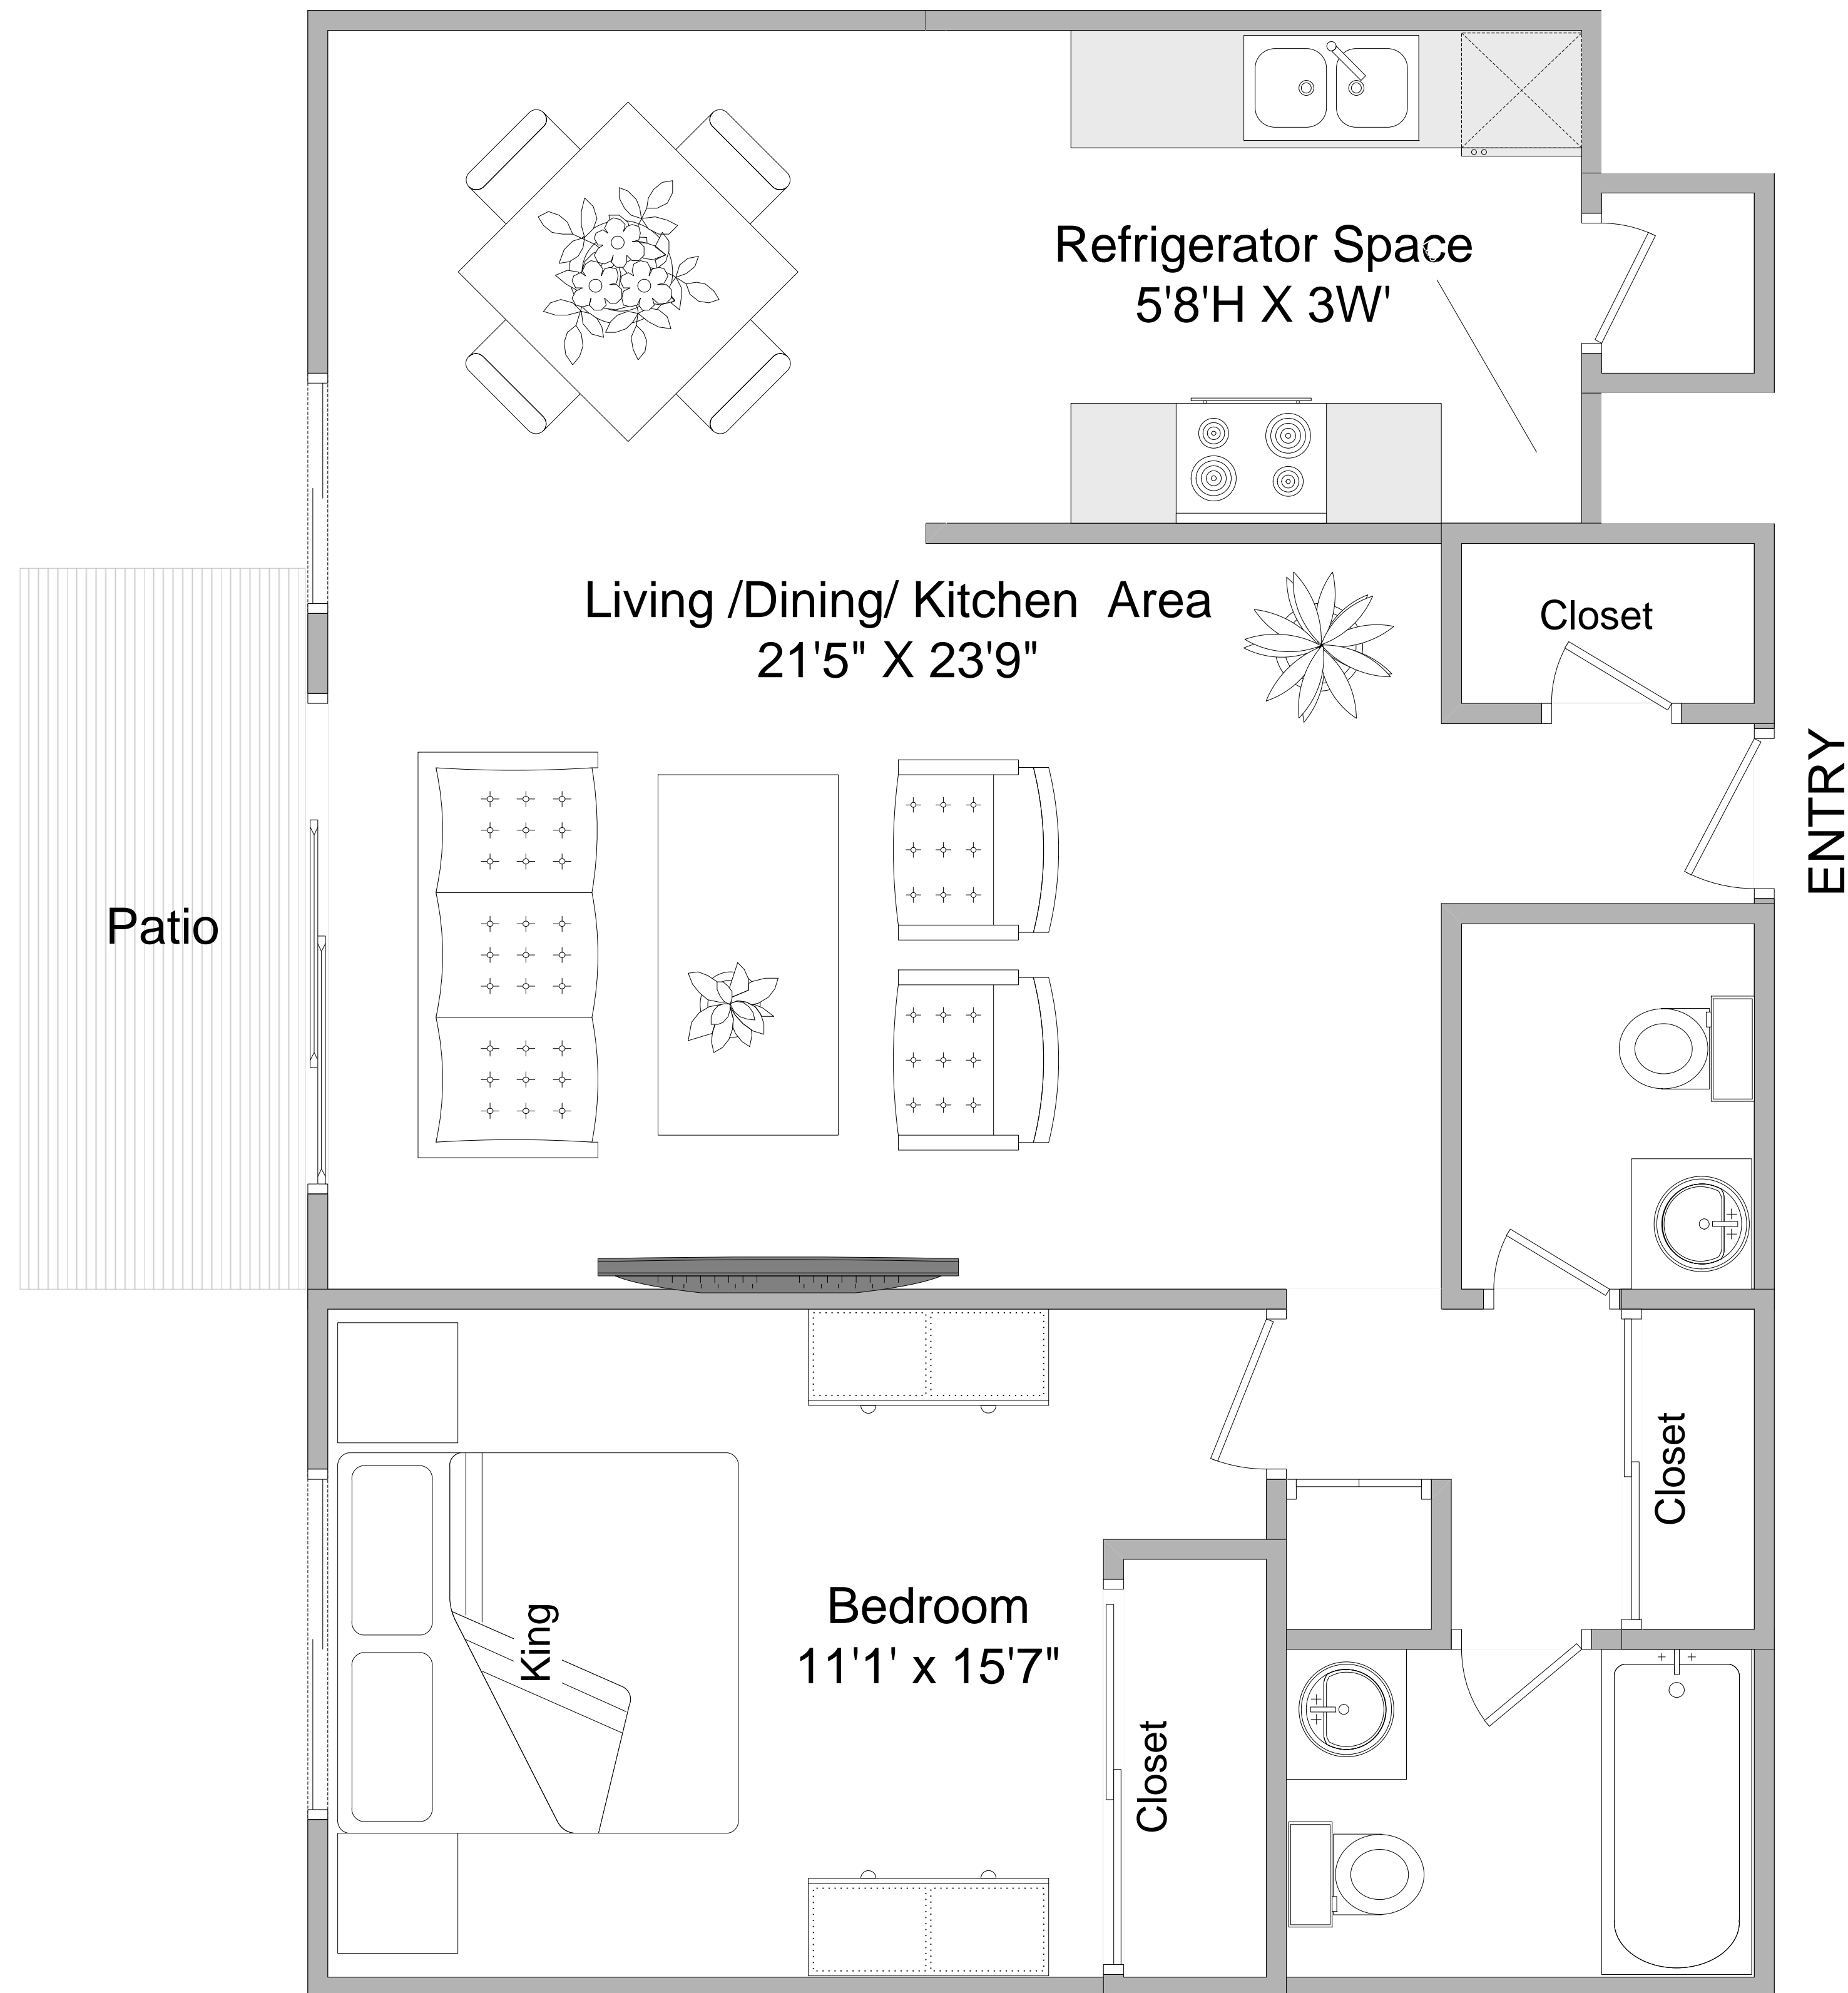 Refrigerator Space
5'8'H X 3W'
Living /Dining/ Kitchen  Area
21'5" X 23'9"
Closet
ENTRY
Patio
Closet
King
Bedroom
11'1' x 15'7"
Closet